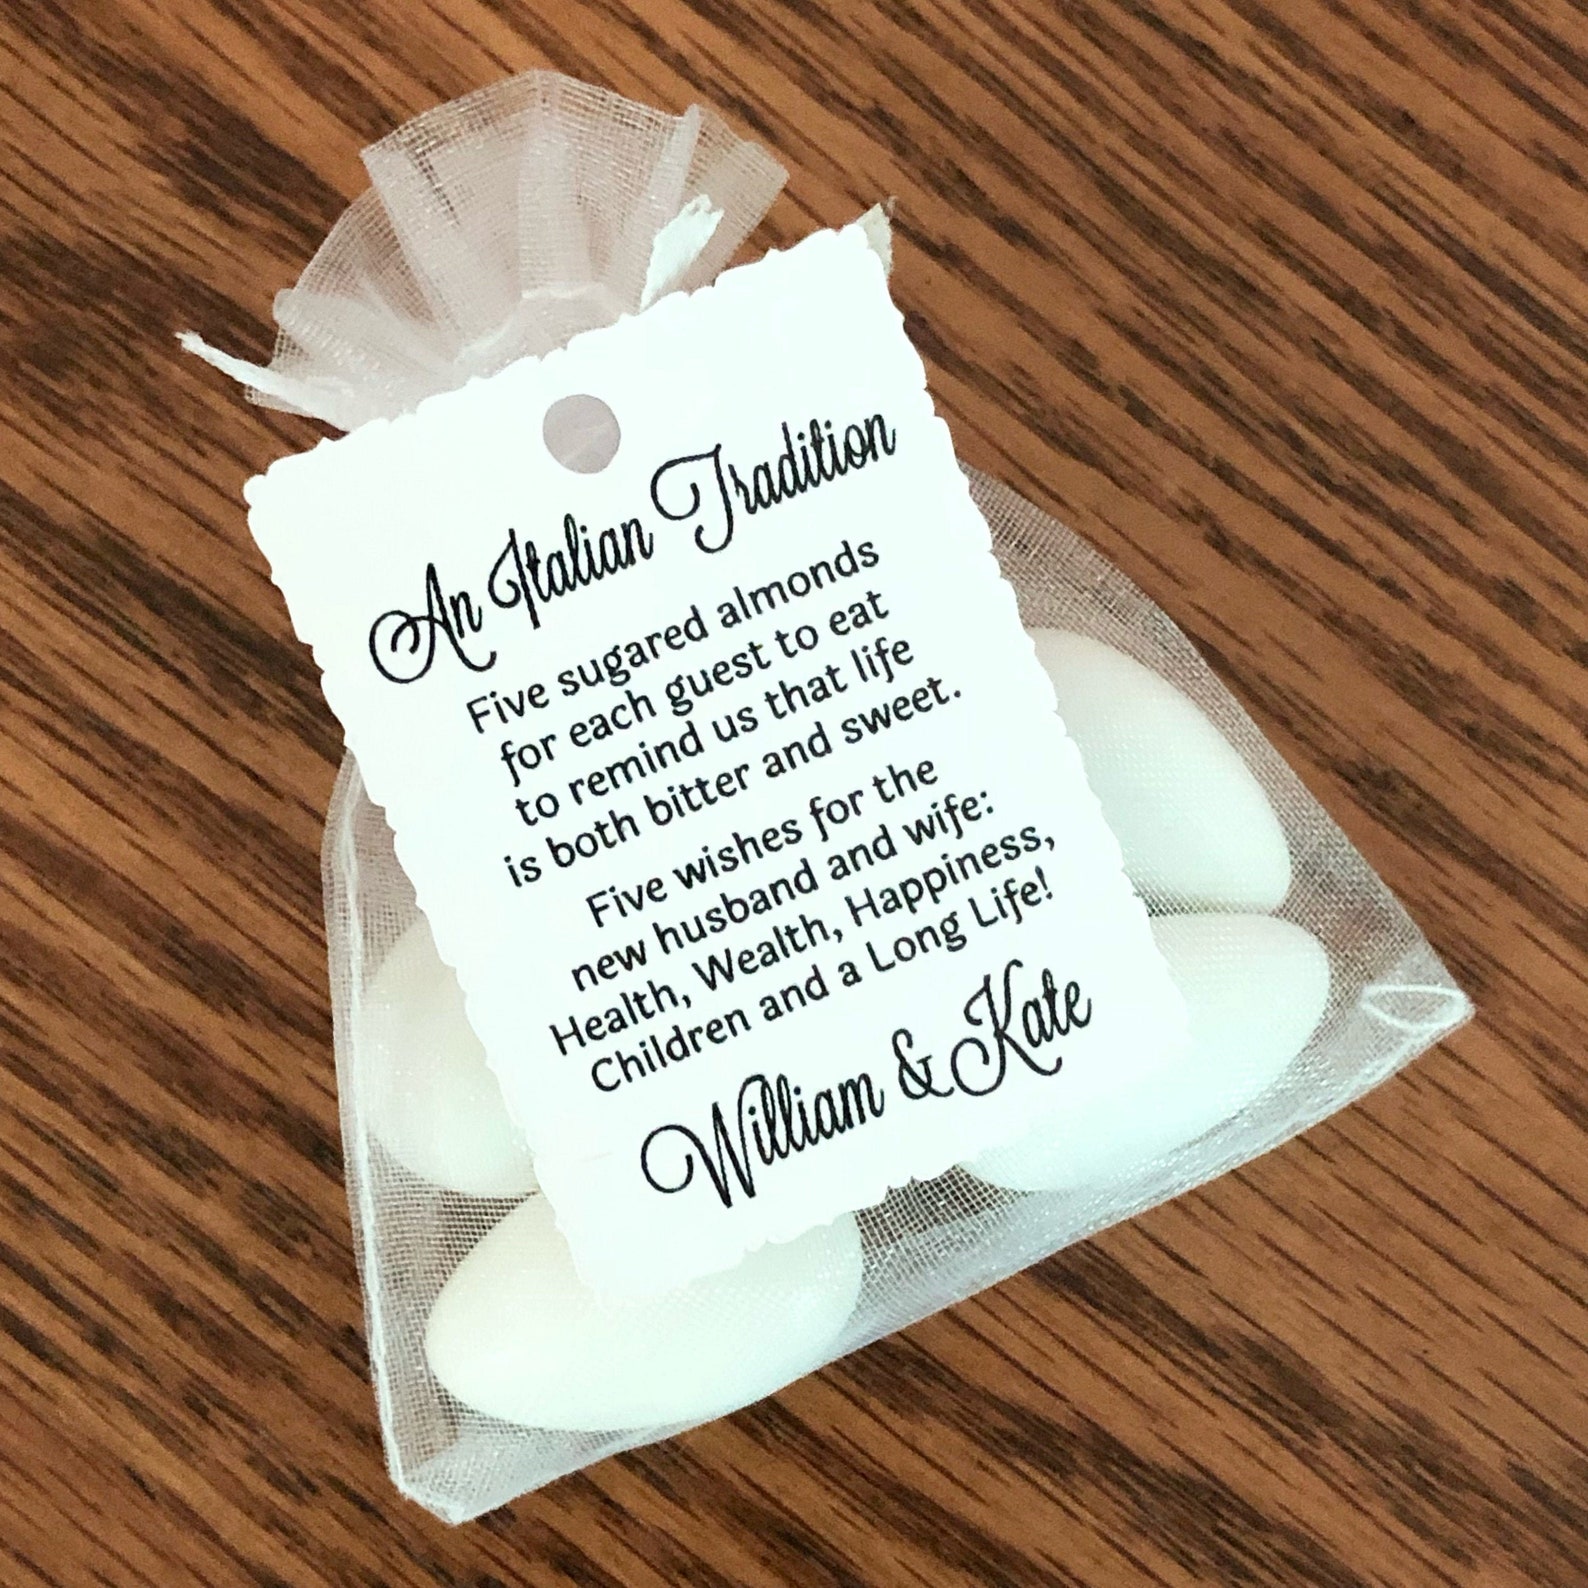 An Italian Tradition
Five sugared almonds
for each guest to eat
to remind us that life
is both bitter and sweet.
Five wishes for the
new husband and wife:
Health, Wealth, Happiness,
Children and a Long Life!
William & Kate